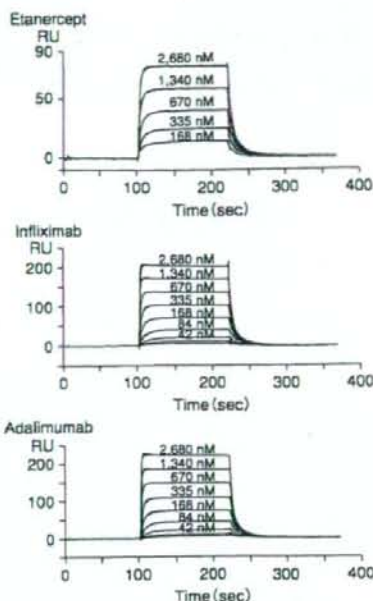 Etanercept
RU
90
2,680 nM
1,340 nM
50
670 nM
335 nM
168 nM
0
0 100 200 300 400
Time (sec)
Infliximab
RU
200
2,680 nM
1,340 nM
670 nM
100
335 nM
168 nM
84 nM
42 nM
0
0 100 200 300 400
Time (sec)
Adalimumab
RU
200
2,680 nM
1,340 nM
670 nM
100
335 nM
168 nM
84 nM
42 nM
0
0 100 200 300 400
Time (sec)